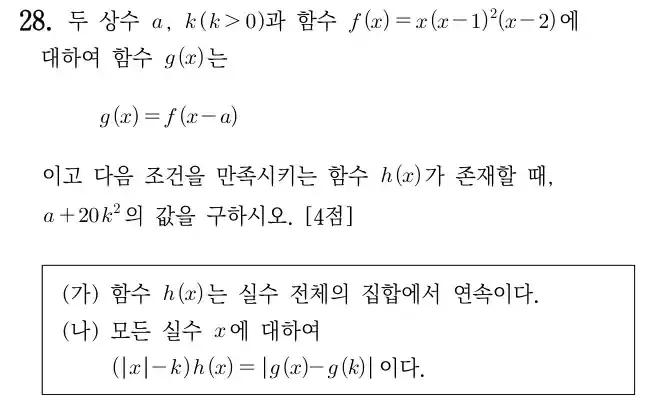 28. 두 상수 a, k(k>0)과 함수 f(x)=x(x-1)²(x-2)에
대하여 함수 g(x)는
g(x)=f(x-a)
이고 다음 조건을 만족시키는 함수 h(x)가 존재할 때,
a+20k²의 값을 구하시오. [4점]
(가) 함수 h(x)는 실수 전체의 집합에서 연속이다.
(나) 모든 실수 x에 대하여
(|x|-k)h(x)=|g(x)-g(k)|이다.